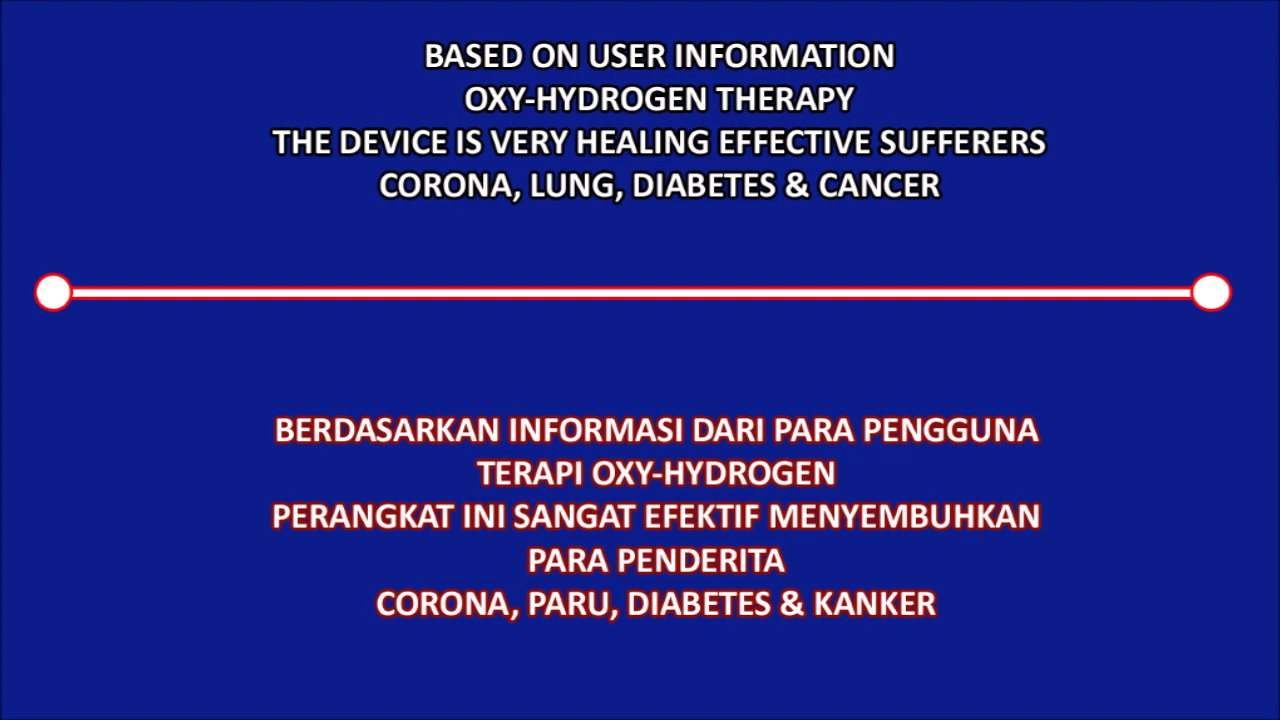 BASED ON USER INFORMATION
OXY-HYDROGEN THERAPY
THE DEVICE IS VERY HEALING EFFECTIVE SUFFERERS
CORONA, LUNG, DIABETES & CANCER
BERDASARKAN INFORMASI DARI PARA PENGGUNA
TERAPI OXY-HYDROGEN
PERANGKAT INI SANGAT EFEKTIF MENYEMBUHKAN
PARA PENDERITA
CORONA, PARU, DIABETES & KANKER